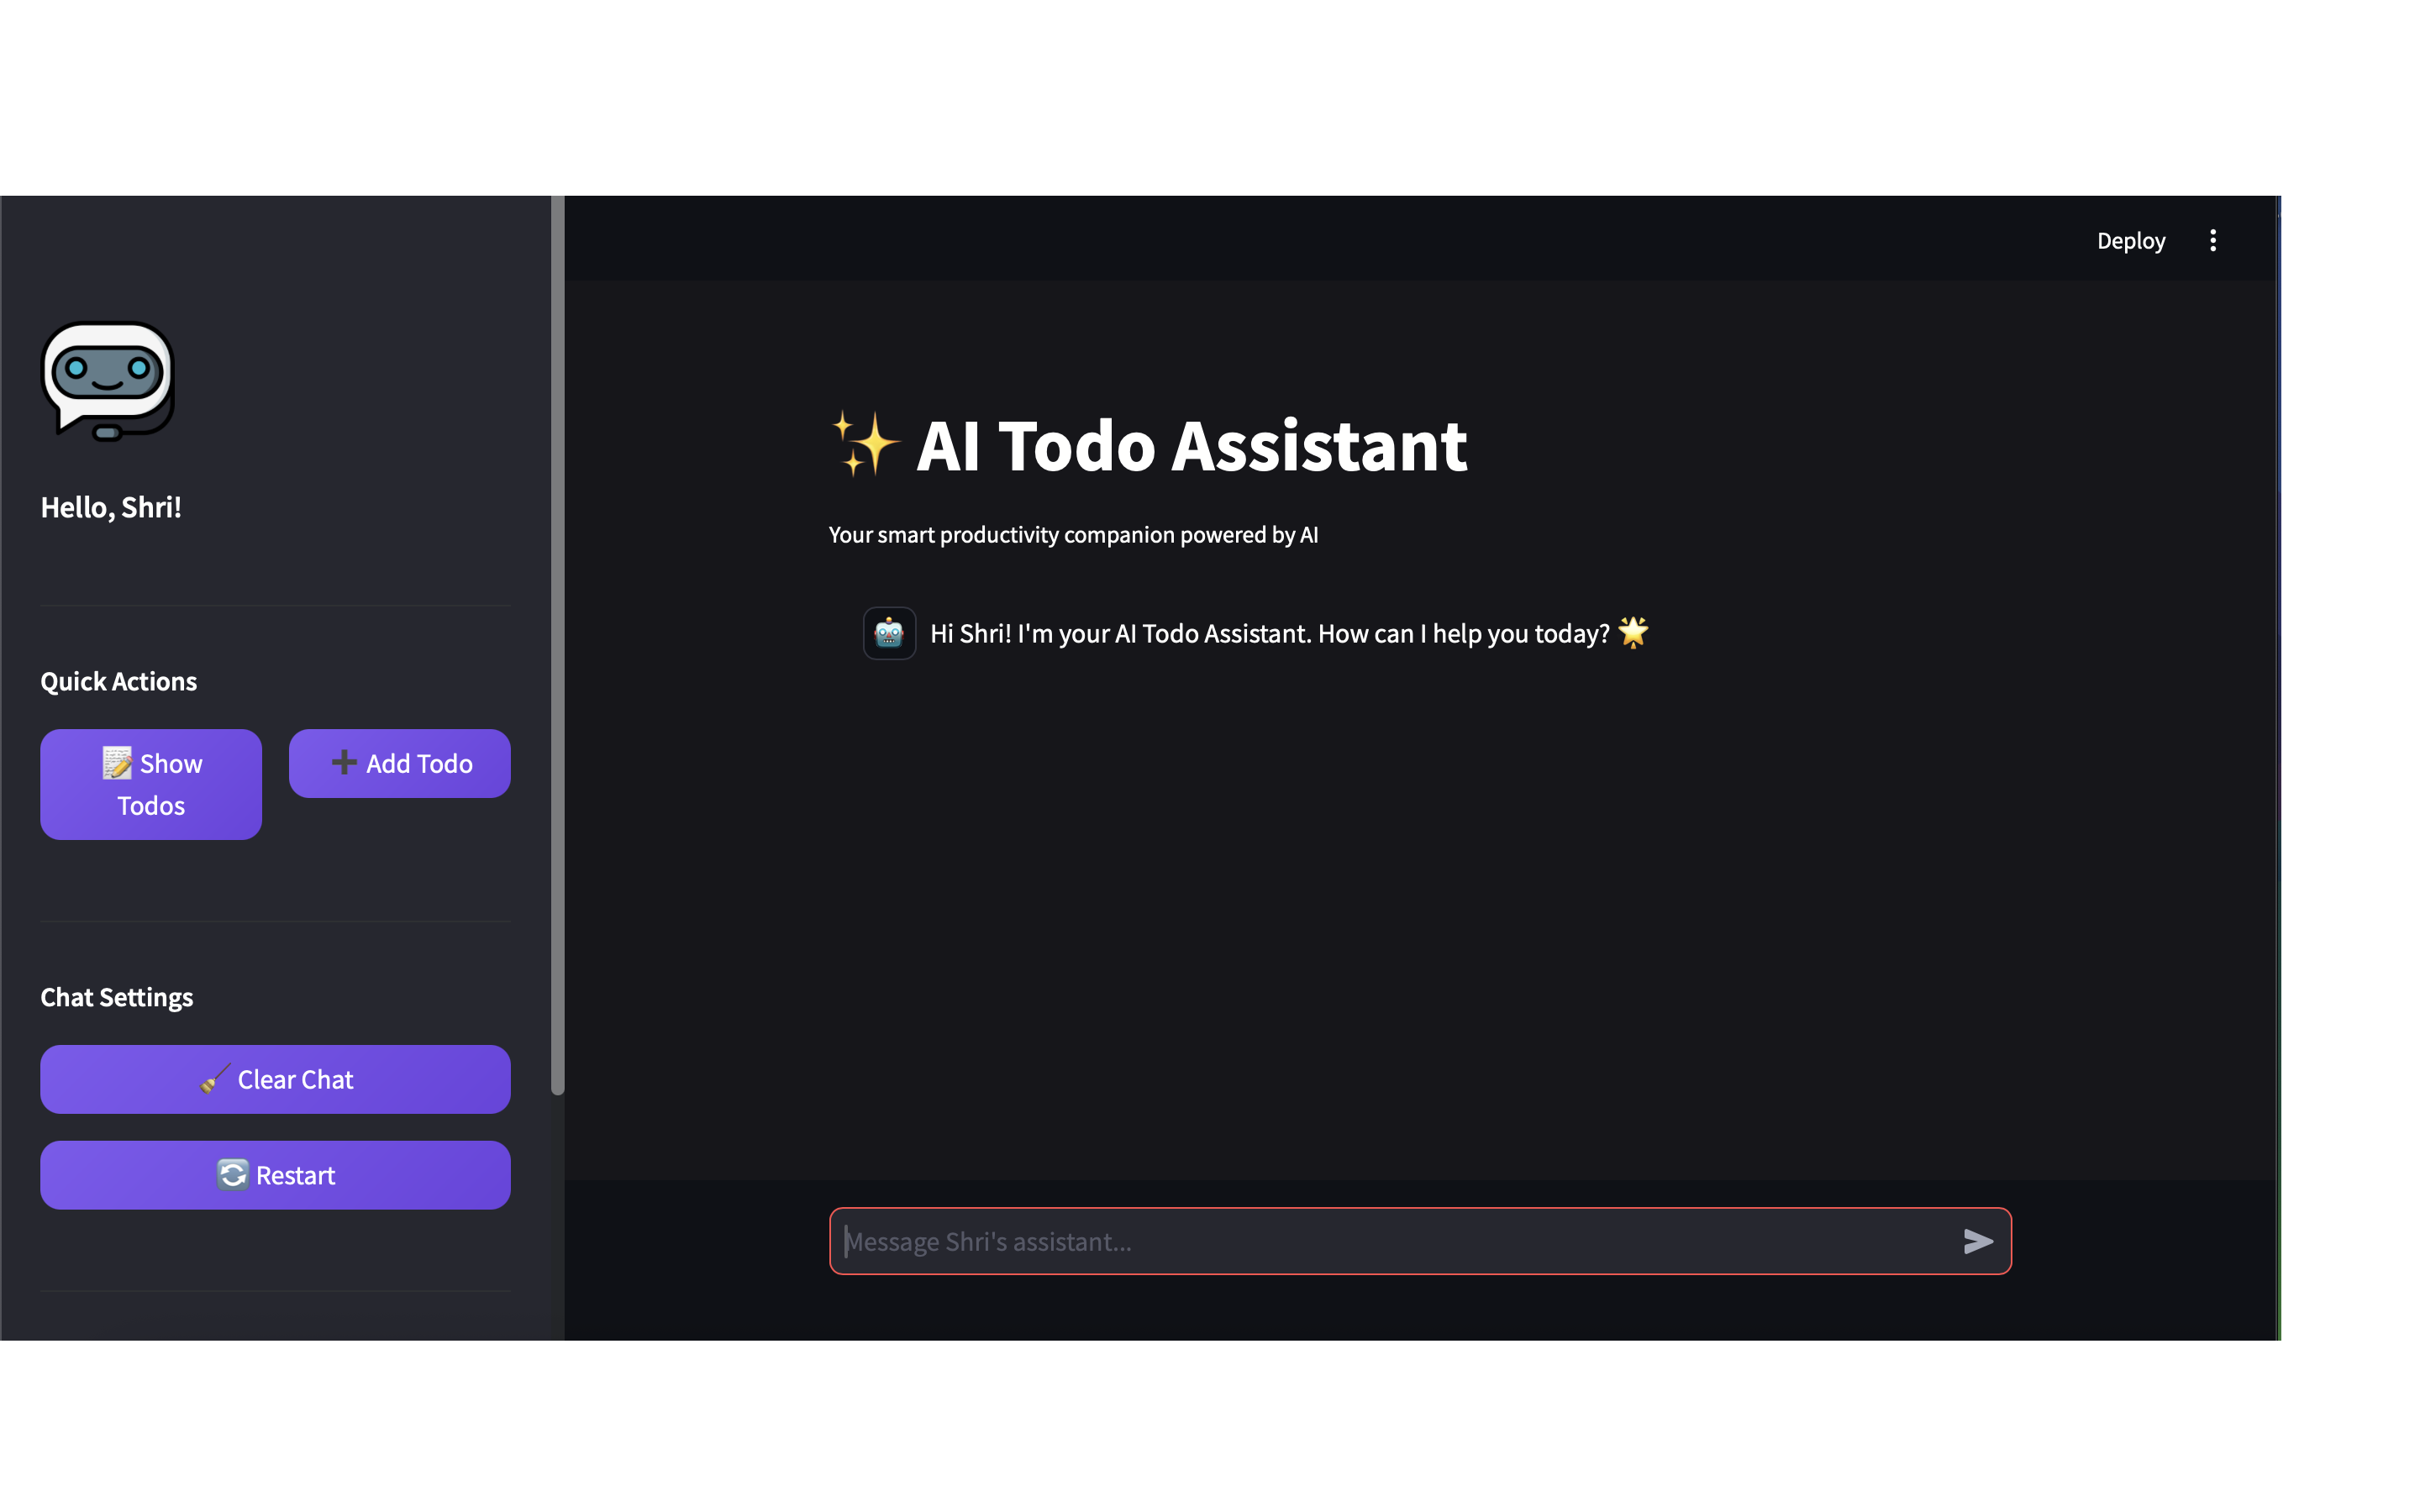 Deploy
Hello, Shri!
Quick Actions
📝 Show
Todos
➕ Add Todo
Chat Settings
🧹 Clear Chat
🔄 Restart
✨ AI Todo Assistant
Your smart productivity companion powered by AI
Hi Shri! I'm your AI Todo Assistant. How can I help you today? 🌟
Message Shri's assistant...